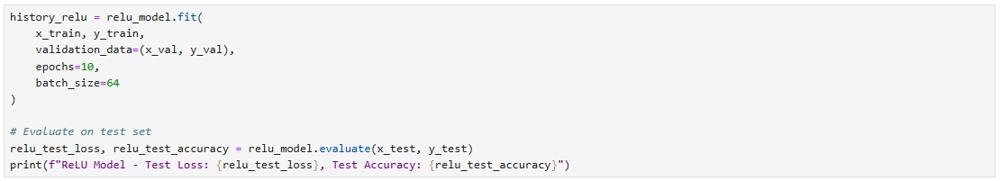 history_relu = relu_model.fit(
    x_train, y_train,
    validation_data=(x_val, y_val),
    epochs=10,
    batch_size=64
)

# Evaluate on test set
relu_test_loss, relu_test_accuracy = relu_model.evaluate(x_test, y_test)
print(f"ReLU Model - Test Loss: {relu_test_loss}, Test Accuracy: {relu_test_accuracy}")